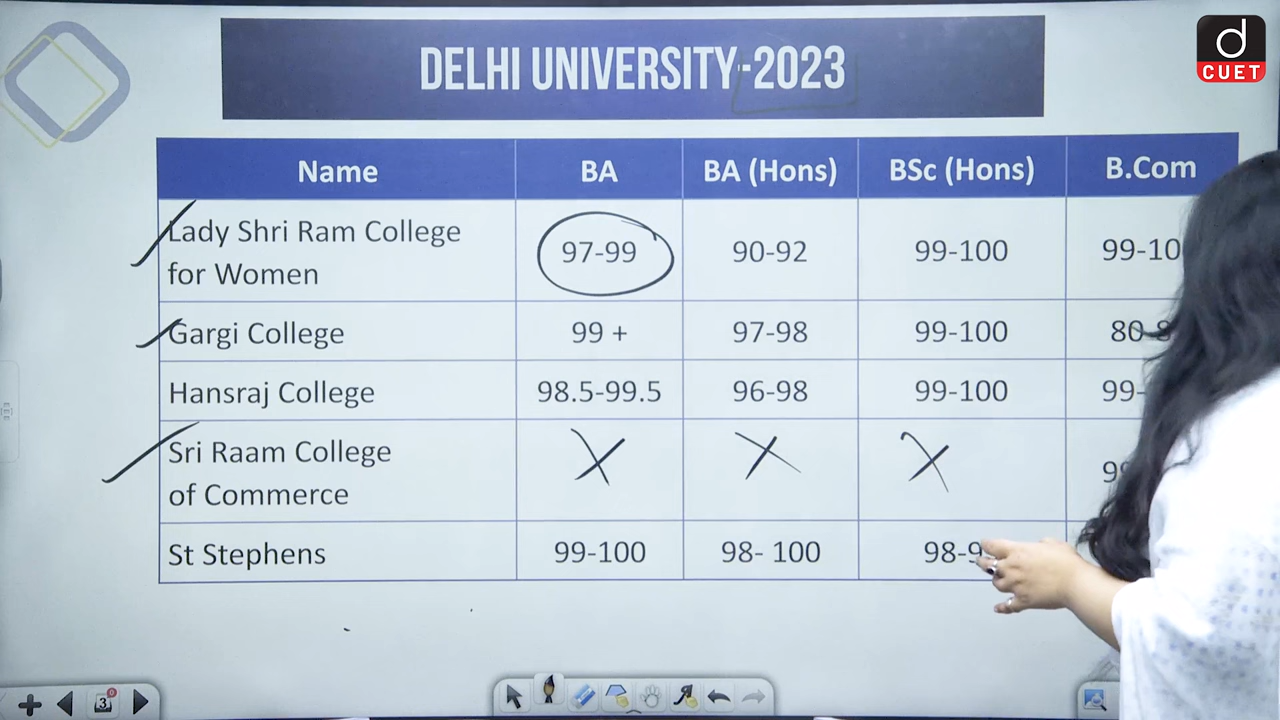 d
CUET
DELHI UNIVERSITY-2023
Name BA BA (Hons) BSc (Hons) B.Com
Lady Shri Ram College
for Women 97-99 90-92 99-100
Gargi College 99 + 97-98 99-100
Hansraj College 98.5-99.5 96-98 99-100
Sri Raam College
of Commerce
St Stephens 99-100 98- 100
3